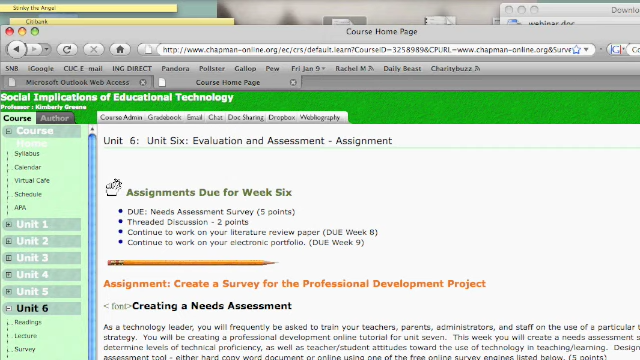 Stinky the Angel
Citibank
webinar.doc
Course Home Page
http://www.chapman-online.org/ec/crs/default.learn?CourseID=3258989&CPURL=www.chapman-online.org&Surve
SNB iGoogle CUC E-mail ING DIRECT Pandora Pollster Gallup Peet Fri Jan 9 Rachel M Daily Beast Charitybuzz
Microsoft Outlook Web Access
Course Home Page
Social Implications of Educational Technology
Professor : Kimberly Greene
Course Author
Course Admin Gradebook Email Chat Doc Sharing Dropbox Webliography
Course
Home
Syllabus
Calendar
Virtual Cafe
Schedule
APA
Unit 1
Unit 2
Unit 3
Unit 4
Unit 5
Unit 6
Readings
Lecture
Survey
Unit 6: Unit Six: Evaluation and Assessment - Assignment
Assignments Due for Week Six
DUE: Needs Assessment Survey (5 points)
Threaded Discussion - 2 points
Continue to work on your literature review paper (DUE Week 8)
Continue to work on your electronic portfolio. (DUE Week 9)
Assignment: Create a Survey for the Professional Development Project
< font>Creating a Needs Assessment
As a technology leader, you will frequently be asked to train your teachers, parents, administrators, and staff on the use of a particular t
strategy. You will be creating a professional development online tutorial for unit seven. This week you will create a needs assessment
determine levels of technical proficiency, as well as teacher/student attitudes toward the use of technology in teaching/learning. Desig
assessment tool - either hard copy word document or online using one of the free online survey engines listed below. (5 points)